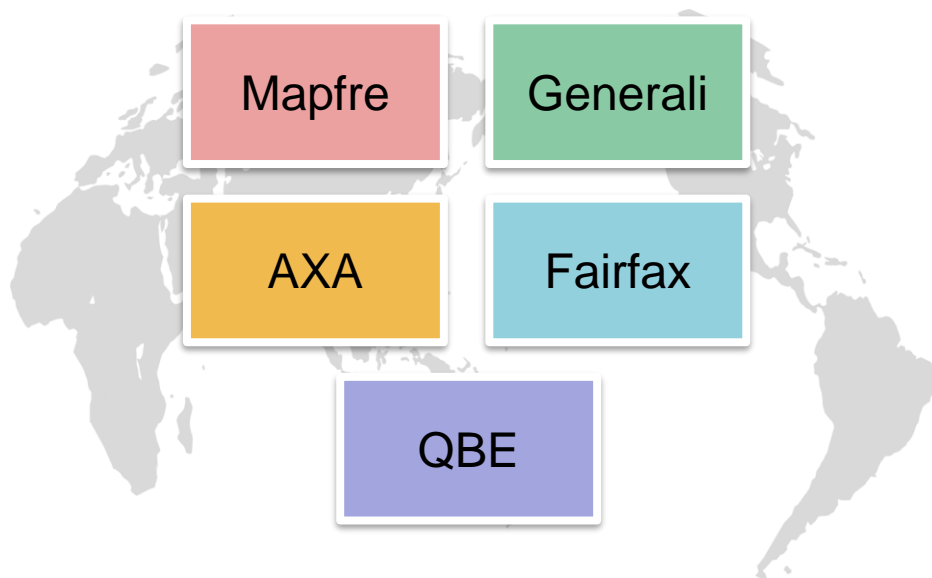 Mapfre
Generali
AXA
Fairfax
QBE